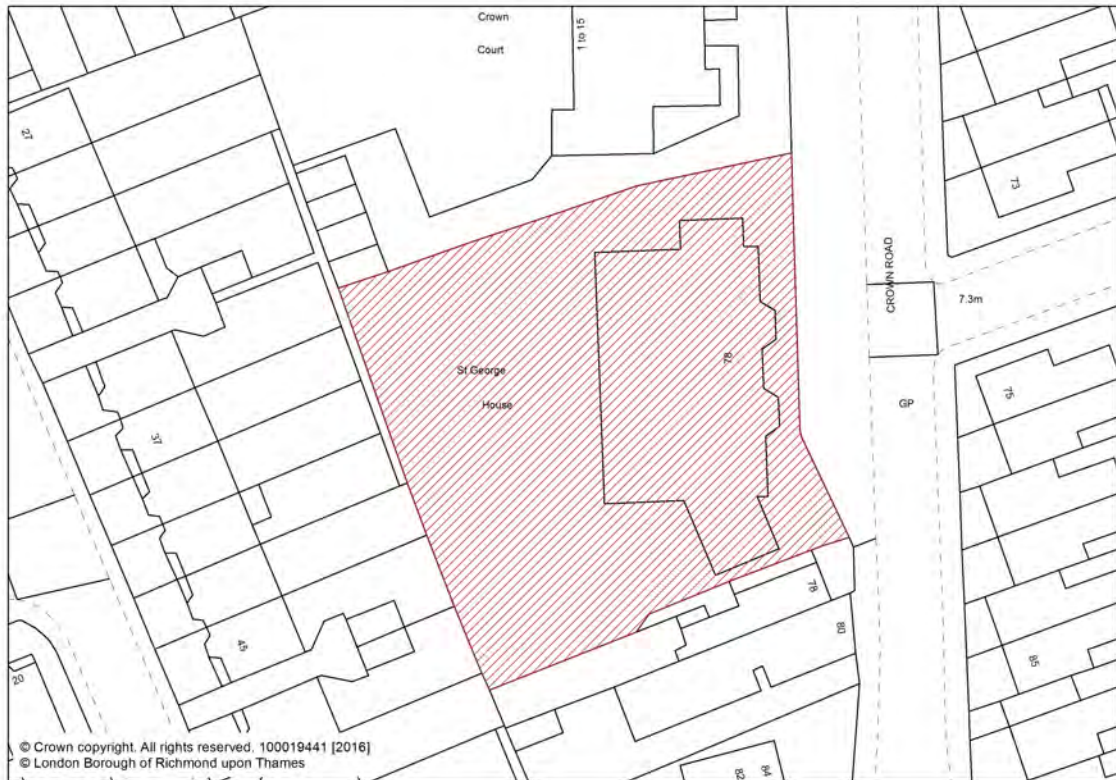 Crown
Court
1 to 15
27
73
CROWN ROAD
7.3m
78
St George
House
75
GP
37
78
80
45
85
20
84
82
© Crown copyright. All rights reserved. 100019441 [2016]
© London Borough of Richmond upon Thames